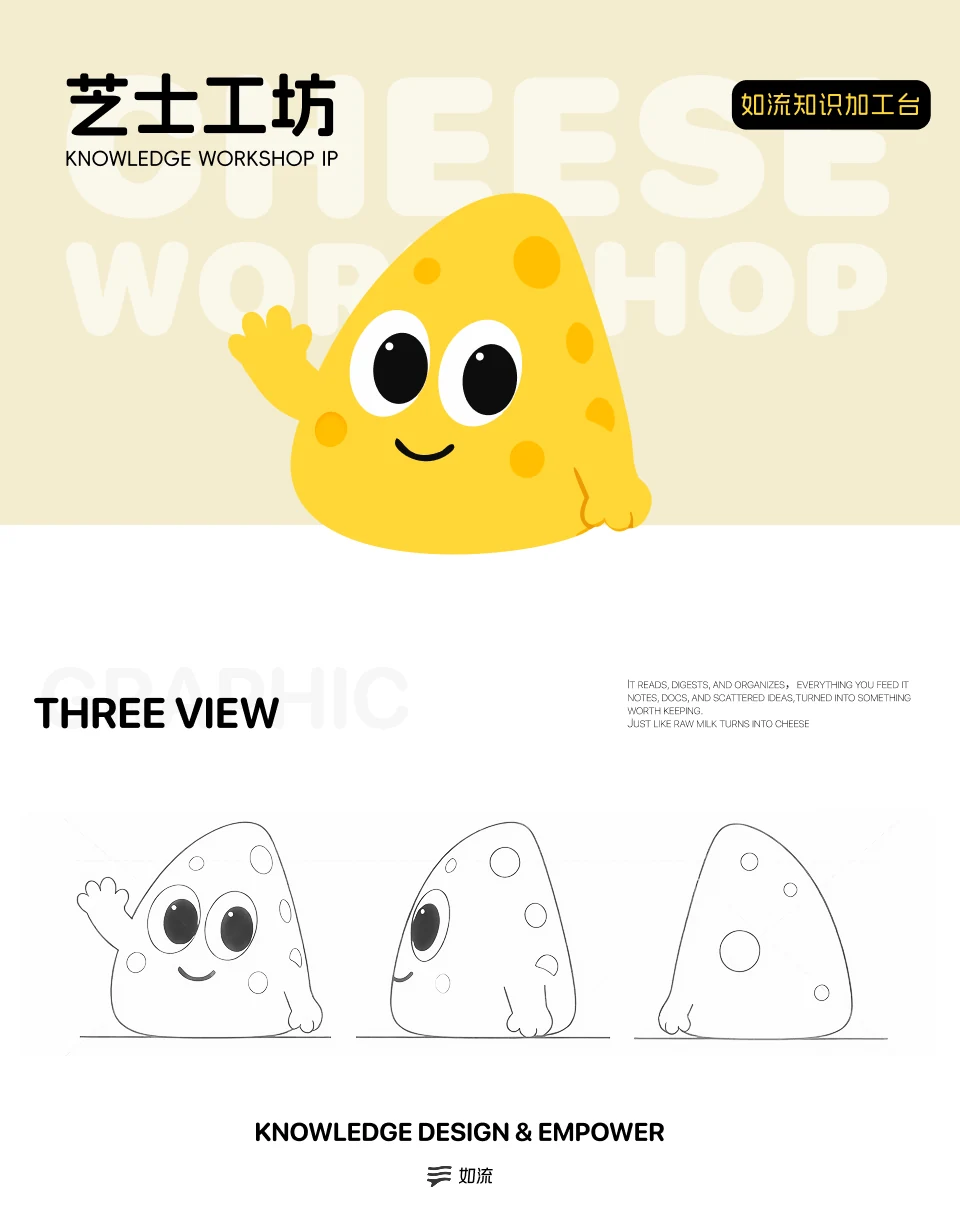 芝士工坊
KNOWLEDGE WORKSHOP IP
如流知识加工台
CHEESE
WORKSHOP
GRAPHIC
THREE VIEW
IT READS, DIGESTS, AND ORGANIZES， EVERYTHING YOU FEED IT
NOTES, DOCS, AND SCATTERED IDEAS,TURNED INTO SOMETHING
WORTH KEEPING.
JUST LIKE RAW MILK TURNS INTO CHEESE
KNOWLEDGE DESIGN & EMPOWER
如流